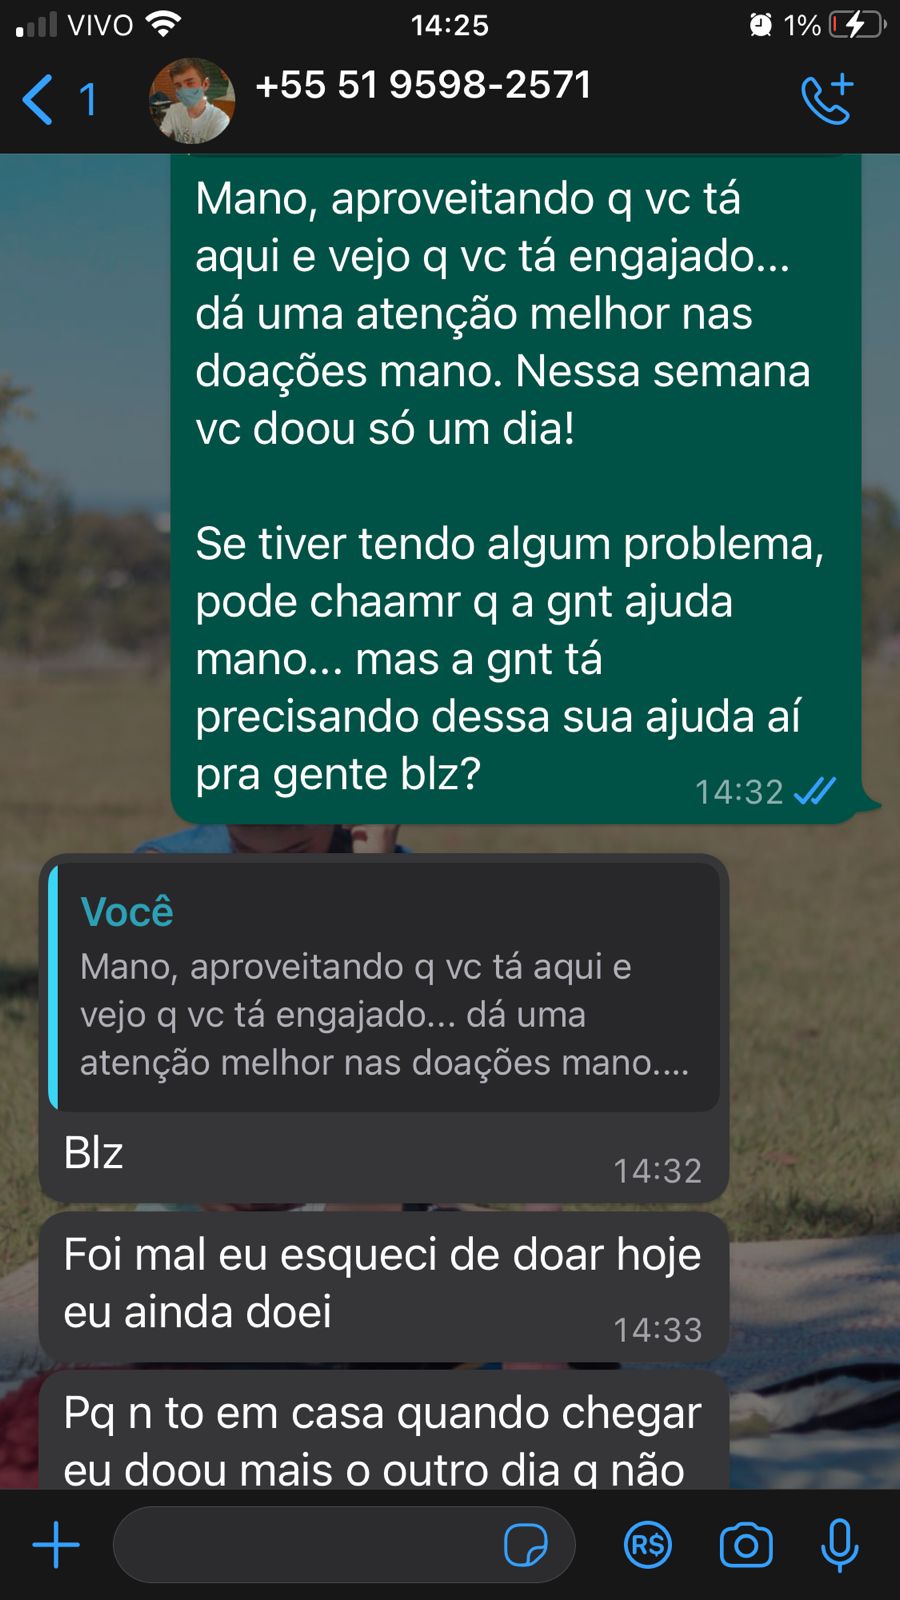 VIVO 14:25 1%
1 +55 51 9598-2571
Mano, aproveitando q vc tá
aqui e vejo q vc tá engajado...
dá uma atenção melhor nas
doações mano. Nessa semana
vc doou só um dia!
Se tiver tendo algum problema,
pode chaamr q a gnt ajuda
mano... mas a gnt tá
precisando dessa sua ajuda aí
pra gente blz?
14:32
Você
Mano, aproveitando q vc tá aqui e
vejo q vc tá engajado... dá uma
atenção melhor nas doações mano....
Blz
14:32
Foi mal eu esqueci de doar hoje
eu ainda doei
14:33
Pq n to em casa quando chegar
eu doou mais o outro dia q não
R$